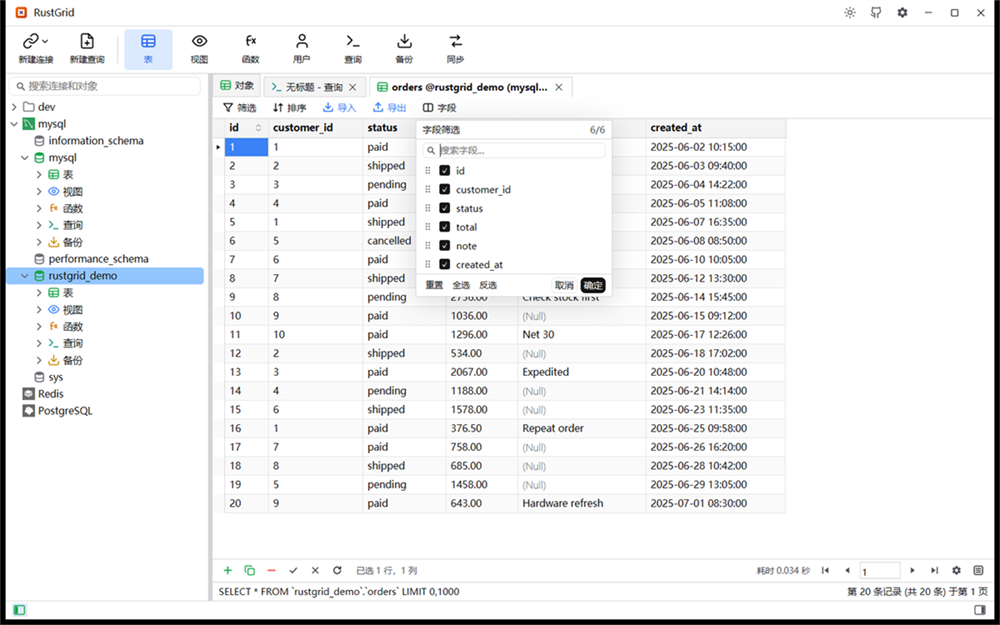 RustGrid
新建连接 新建查询 表 视图 函数 用户 查询 备份 同步
搜索连接和对象
dev
mysql
information_schema
mysql
表
视图
函数
查询
备份
performance_schema
rustgrid_demo
表
视图
函数
查询
备份
sys
Redis
PostgreSQL
对象 无标题 - 查询 orders @rustgrid_demo (mysql...
筛选 排序 导入 导出 字段
id customer_id status created_at
1 1 paid 2025-06-02 10:15:00
2 2 shipped 2025-06-03 09:40:00
3 3 pending 2025-06-04 14:22:00
4 4 paid 2025-06-05 11:08:00
5 1 shipped 2025-06-07 16:35:00
6 5 cancelled 2025-06-08 08:50:00
7 6 paid 2025-06-10 10:05:00
8 7 shipped 2025-06-12 13:30:00
9 8 pending 2025-06-14 15:45:00
10 9 paid 1036.00 (Null) 2025-06-15 09:12:00
11 10 paid 1296.00 Net 30 2025-06-17 12:26:00
12 2 shipped 534.00 (Null) 2025-06-18 17:02:00
13 3 paid 2067.00 Expedited 2025-06-20 10:48:00
14 4 pending 1188.00 (Null) 2025-06-21 14:14:00
15 6 shipped 1578.00 (Null) 2025-06-23 11:35:00
16 1 paid 376.50 Repeat order 2025-06-25 09:58:00
17 7 paid 758.00 (Null) 2025-06-26 16:20:00
18 8 shipped 685.00 (Null) 2025-06-28 10:42:00
19 5 pending 1458.00 (Null) 2025-06-29 13:05:00
20 9 paid 643.00 Hardware refresh 2025-07-01 08:30:00
字段筛选 6/6
搜索字段...
id
customer_id
status
total
note
created_at
重置 全选 反选 取消 确定
已选 1 行，1 列 耗时 0.034 秒 1
SELECT * FROM `rustgrid_demo`.`orders` LIMIT 0,1000 第 20 条记录 (共 20 条) 于第 1 页